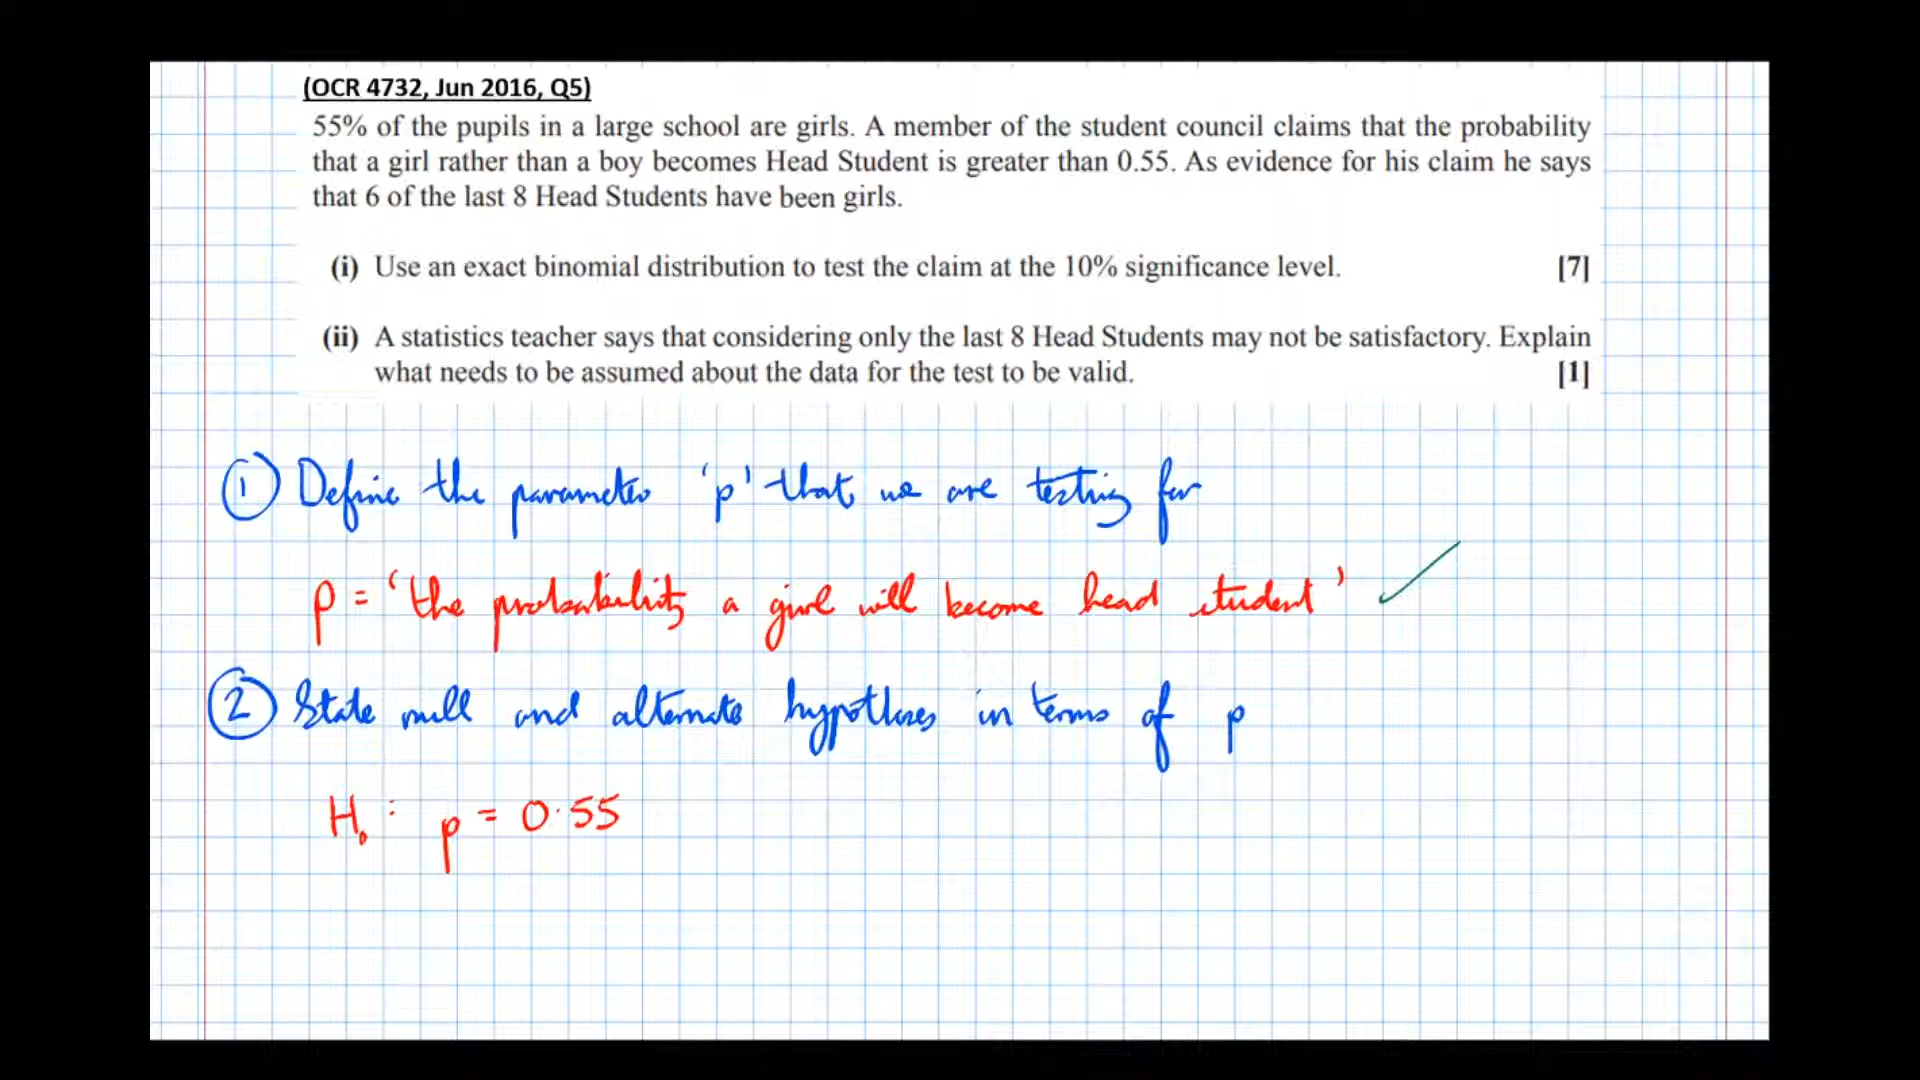 (OCR 4732, Jun 2016, Q5)
55% of the pupils in a large school are girls. A member of the student council claims that the probability
that a girl rather than a boy becomes Head Student is greater than 0.55. As evidence for his claim he says
that 6 of the last 8 Head Students have been girls.
(i) Use an exact binomial distribution to test the claim at the 10% significance level. [7]
(ii) A statistics teacher says that considering only the last 8 Head Students may not be satisfactory. Explain
what needs to be assumed about the data for the test to be valid. [1]
① Define the parameter 'p' that we are testing for
p = 'the probability a girl will become head student' ✓
② State null and alternate hypotheses in terms of p
H₀ : p = 0.55